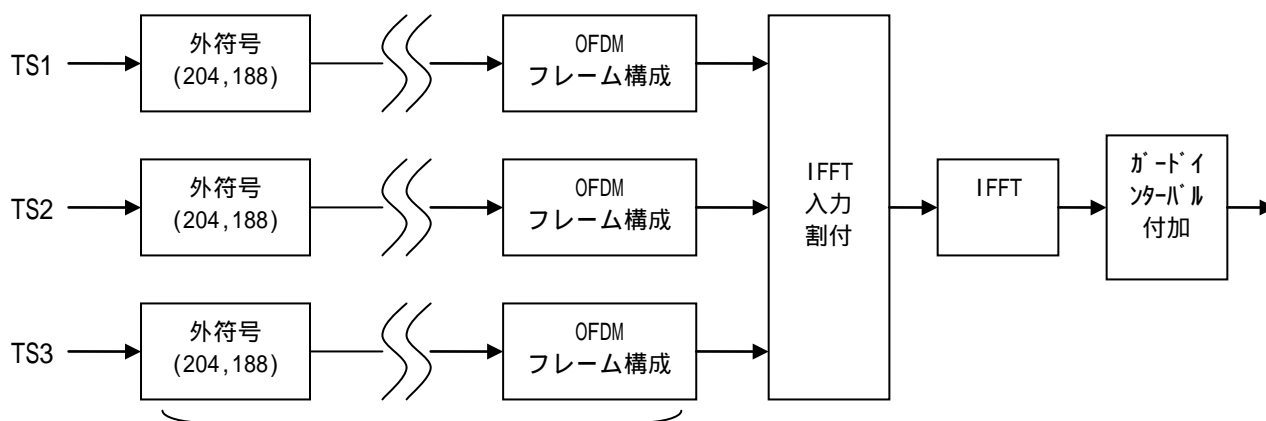 TS1
外符号
(204,188)
OFDM
フレーム構成
TS2
外符号
(204,188)
OFDM
フレーム構成
TS3
外符号
(204,188)
OFDM
フレーム構成
IFFT
入力
割付
IFFT
ｶﾞｰﾄﾞｲ
ﾝﾀｰﾊﾞﾙ
付加